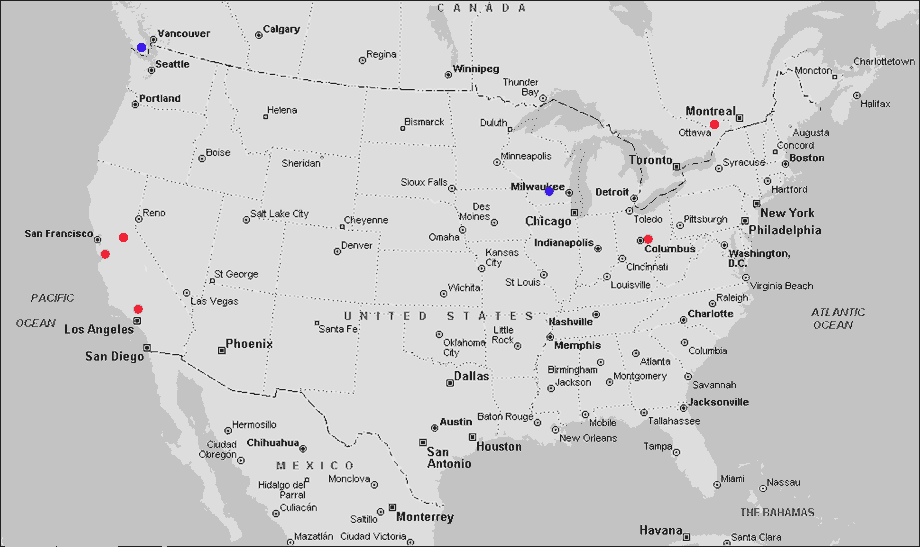 CANADA
Vancouver
Calgary
Regina
Seattle
Winnipeg
Charlottetown
Moncton
Thunder
Bay
Portland
Helena
Montreal
Halifax
Bismarck
Duluth
Ottawa
Augusta
Concord
Boise
Minneapolis
Toronto
Syracuse
Boston
Sheridan
Sioux Falls
Milwaukee
Detroit
Hartford
Reno
Salt Lake City
Cheyenne
Des
Moines
Chicago
Toledo
Pittsburgh
New York
Philadelphia
San Francisco
Omaha
Denver
Indianapolis
Columbus
Kansas
City
Washington,
D.C.
Cincinnati
St George
St Louis
Louisville
Virginia Beach
PACIFIC
OCEAN
Las Vegas
Wichita
Raleigh
UNITED STATES
Nashville
Charlotte
ATLANTIC
OCEAN
Los Angeles
Santa Fe
Oklahoma
City
Little
Rock
Memphis
San Diego
Phoenix
Atlanta
Columbia
Birmingham
Dallas
Jackson
Montgomery
Savannah
Jacksonville
Austin
Baton Rouge
Mobile
Tallahassee
Hermosillo
New Orleans
Ciudad
Obregón
Chihuahua
San
Antonio
Houston
Tampa
MEXICO
Hidalgo del
Parral
Monclova
Miami
Nassau
Culiacán
Saltillo
Monterrey
THE BAHAMAS
Mazatlán
Ciudad Victoria
Havana
Santa Clara